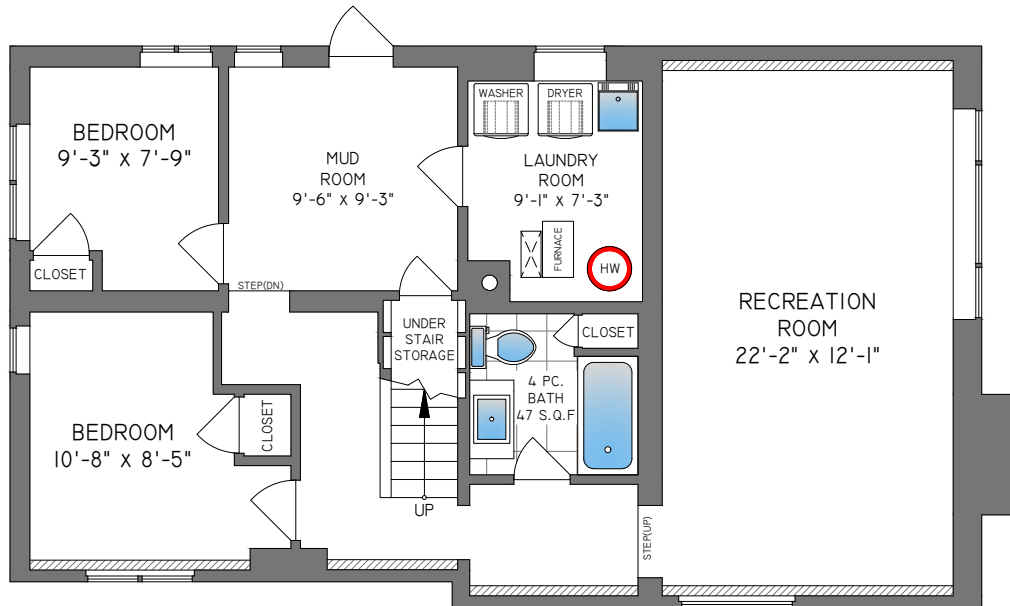 WASHER
DRYER
BEDROOM
9'-3" X 7'-9"
MUD
ROOM
9'-6" X 9'-3"
LAUNDRY
ROOM
9'-1" X 7'-3"
FURNACE
HW
CLOSET
STEP(DN)
UNDER
STAIR
STORAGE
CLOSET
RECREATION
ROOM
22'-2" X 12'-1"
4 PC.
BATH
47 S.Q.F
BEDROOM
10'-8" X 8'-5"
CLOSET
UP
STEP(UP)